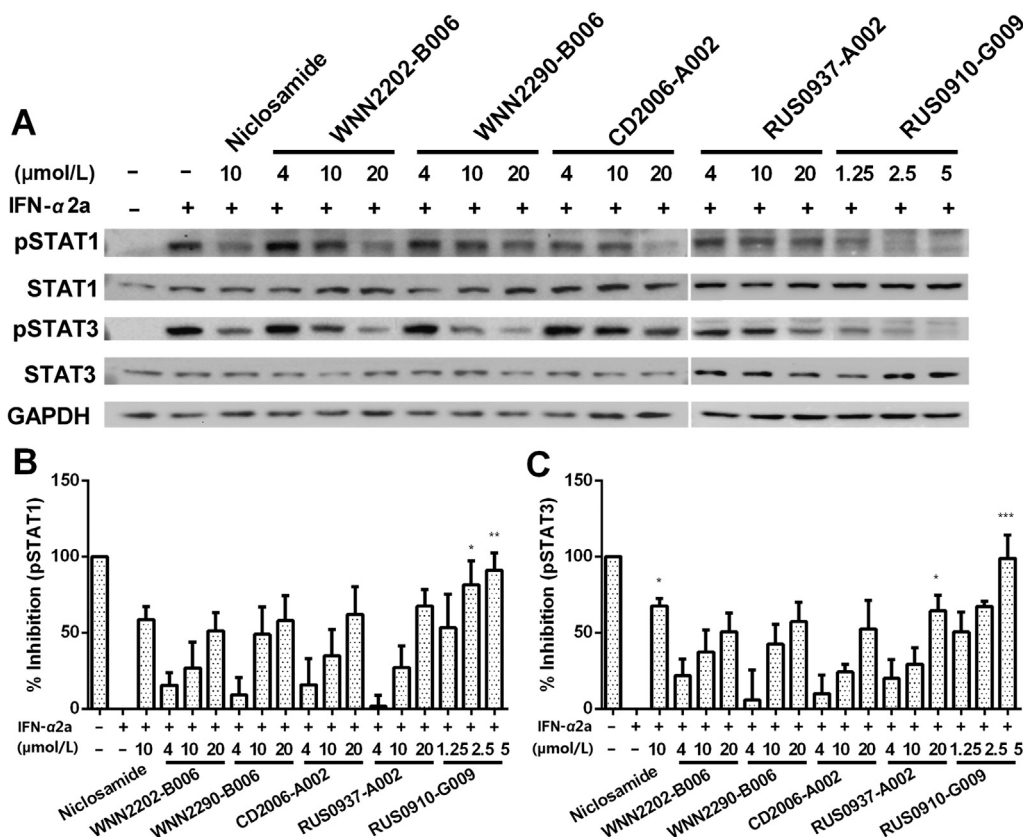 Niclosamide
WNN2202-B006
WNN2290-B006
CD2006-A002
RUS0937-A002
RUS0910-G009
A
(μmol/L) – – 10 4 10 20 4 10 20 4 10 20 4 10 20 1.25 2.5 5
IFN-α2a – + + + + + + + + + + + + + + + + +
pSTAT1
STAT1
pSTAT3
STAT3
GAPDH
B
% Inhibition (pSTAT1)
150
100
50
0
* **
IFN-α2a – + + + + + + + + + + + + + + + + +
(μmol/L) – – 10 4 10 20 4 10 20 4 10 20 4 10 20 1.25 2.5 5
Niclosamide
WNN2202-B006
WNN2290-B006
CD2006-A002
RUS0937-A002
RUS0910-G009
C
% Inhibition (pSTAT3)
150
100
50
0
* * ***
IFN-α2a – + + + + + + + + + + + + + + + + +
(μmol/L) – – 10 4 10 20 4 10 20 4 10 20 4 10 20 1.25 2.5 5
Niclosamide
WNN2202-B006
WNN2290-B006
CD2006-A002
RUS0937-A002
RUS0910-G009